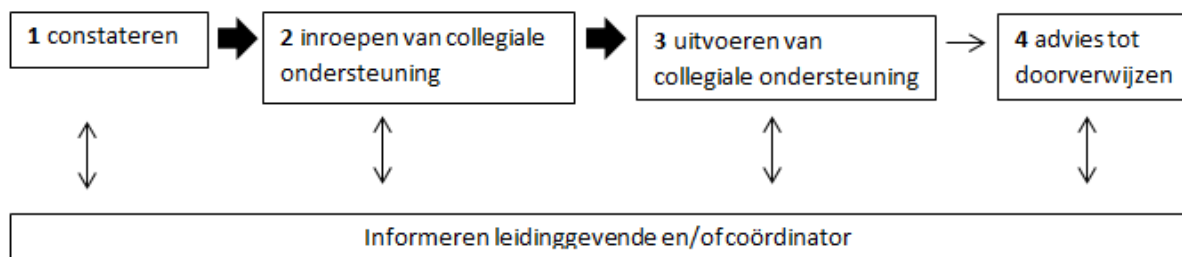 1 constateren
2 inroepen van collegiale
ondersteuning
3 uitvoeren van
collegiale ondersteuning
4 advies tot
doorverwijzen
Informeren leidinggevende en/of coördinator